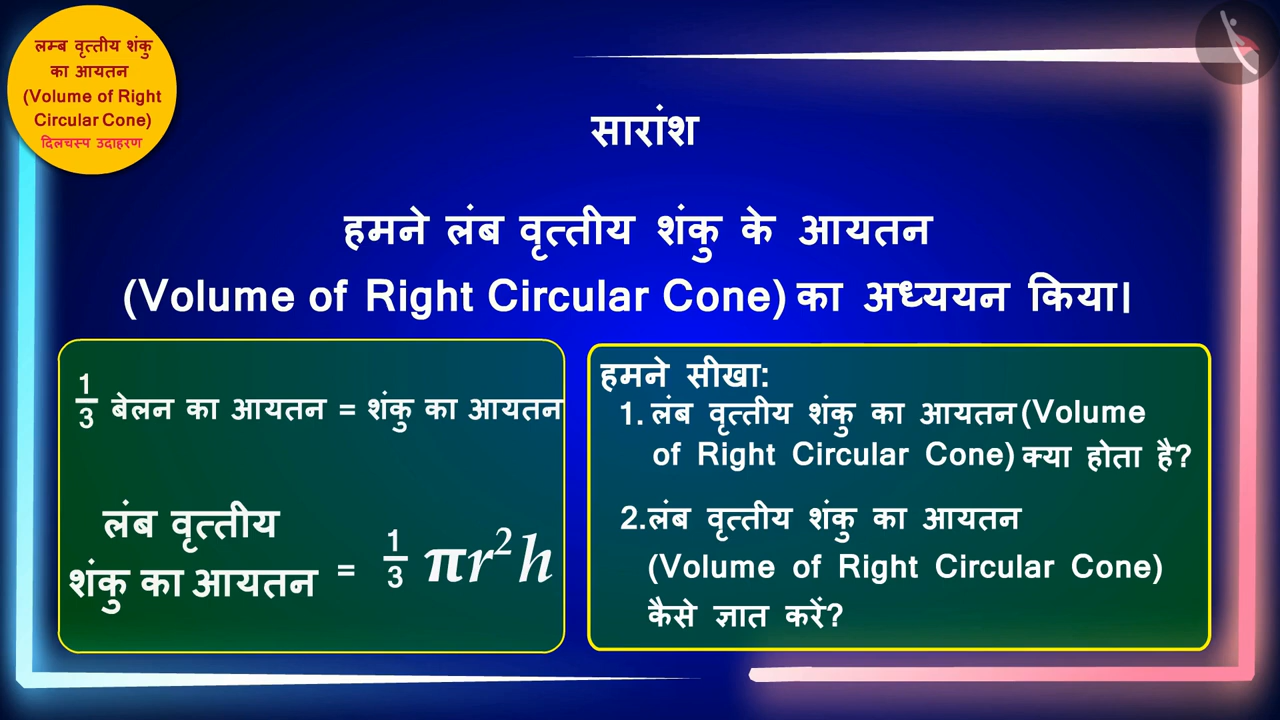 लम्ब वृत्तीय शंकु
का आयतन
(Volume of Right
Circular Cone)
दिलचस्प उदाहरण
सारांश
हमने लंब वृत्तीय शंकु के आयतन
(Volume of Right Circular Cone) का अध्ययन किया।
1/3 बेलन का आयतन = शंकु का आयतन
लंब वृत्तीय
शंकु का आयतन = 1/3 πr²h
हमने सीखा:
1. लंब वृत्तीय शंकु का आयतन (Volume
of Right Circular Cone) क्या होता है?
2.लंब वृत्तीय शंकु का आयतन
(Volume of Right Circular Cone)
कैसे ज्ञात करें?